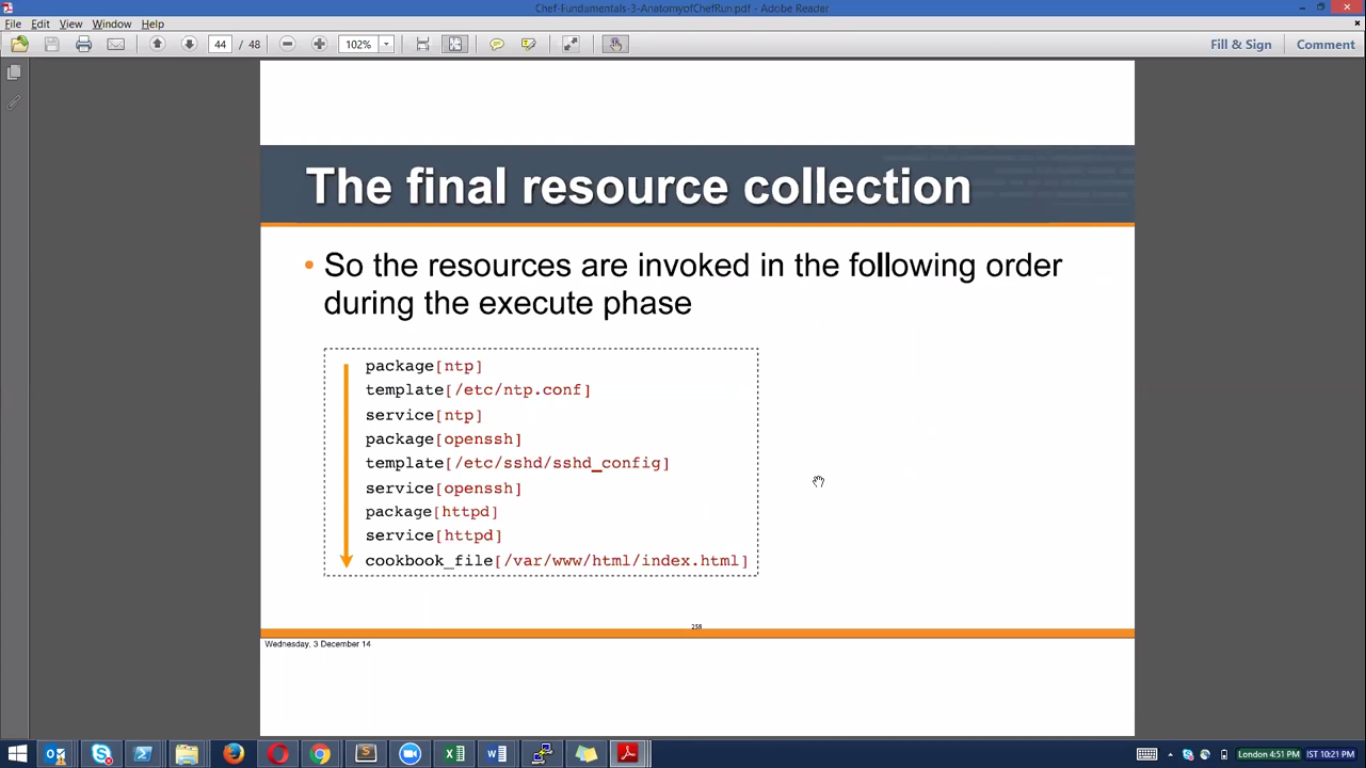 Chef-Fundamentals-3-AnatomyofChefRun.pdf - Adobe Reader
File Edit View Window Help
44 / 48 102% Fill & Sign Comment
The final resource collection
• So the resources are invoked in the following order
during the execute phase
package[ntp]
template[/etc/ntp.conf]
service[ntp]
package[openssh]
template[/etc/sshd/sshd_config]
service[openssh]
package[httpd]
service[httpd]
cookbook_file[/var/www/html/index.html]
238
Wednesday, 3 December 14
London 4:51 PM IST 10:21 PM